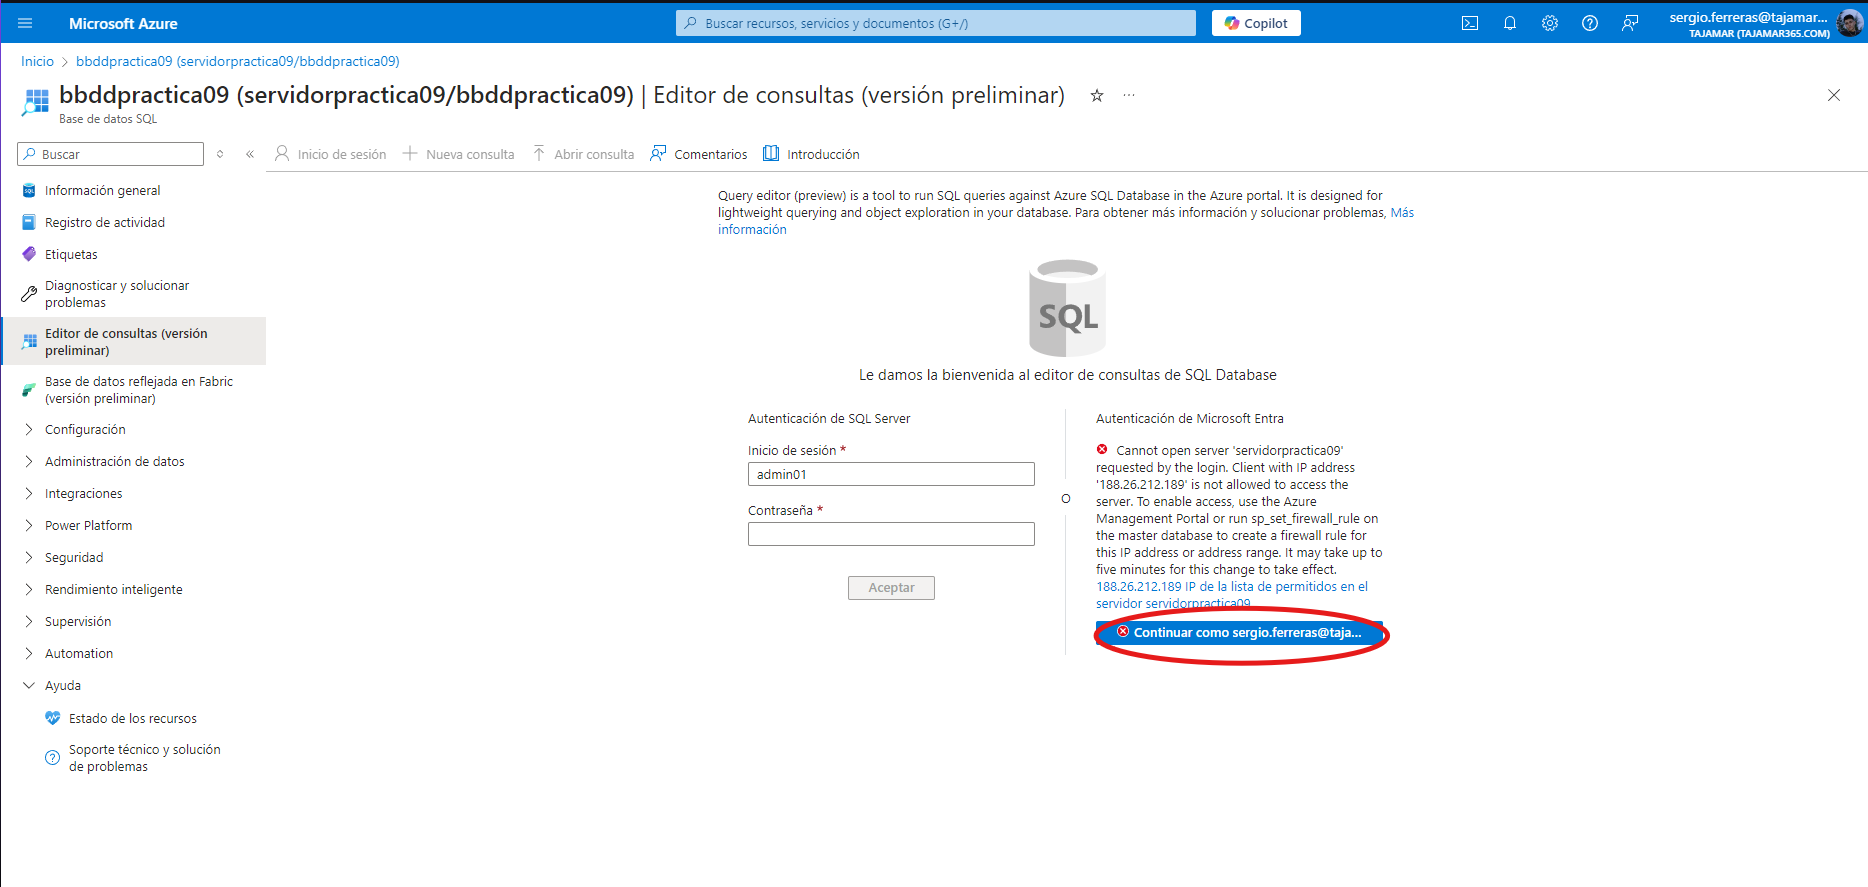 Microsoft Azure
Buscar recursos, servicios y documentos (G+/)
Copilot
sergio.ferreras@tajamar...
TAJAMAR (TAJAMAR365.COM)
Inicio > bbddpractica09 (servidorpractica09/bbddpractica09)
bbddpractica09 (servidorpractica09/bbddpractica09) | Editor de consultas (versión preliminar)
Base de datos SQL
Buscar
Inicio de sesión
Nueva consulta
Abrir consulta
Comentarios
Introducción
Información general
Registro de actividad
Etiquetas
Diagnosticar y solucionar
problemas
Editor de consultas (versión
preliminar)
Base de datos reflejada en Fabric
(versión preliminar)
Configuración
Administración de datos
Integraciones
Power Platform
Seguridad
Rendimiento inteligente
Supervisión
Automation
Ayuda
Estado de los recursos
Soporte técnico y solución
de problemas
Query editor (preview) is a tool to run SQL queries against Azure SQL Database in the Azure portal. It is designed for
lightweight querying and object exploration in your database. Para obtener más información y solucionar problemas, Más
información
SQL
Le damos la bienvenida al editor de consultas de SQL Database
Autenticación de SQL Server
Inicio de sesión *
admin01
Contraseña *
Aceptar
O
Autenticación de Microsoft Entra
Cannot open server 'servidorpractica09'
requested by the login. Client with IP address
'188.26.212.189' is not allowed to access the
server. To enable access, use the Azure
Management Portal or run sp_set_firewall_rule on
the master database to create a firewall rule for
this IP address or address range. It may take up to
five minutes for this change to take effect.
188.26.212.189 IP de la lista de permitidos en el
servidor servidorpractica09
Continuar como sergio.ferreras@taja...